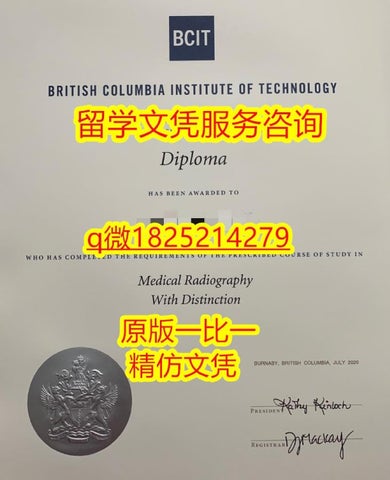 BCIT
BRITISH COLUMBIA INSTITUTE OF TECHNOLOGY
留学文凭服务咨询
Diploma
HAS BEEN AWARDED TO
q微1825214279
WHO HAS COMPLETED THE REQUIREMENTS OF THE PRESCRIBED COURSE OF STUDY IN
Medical Radiography
With Distinction
原版一比一
精仿文凭
BURNABY, BRITISH COLUMBIA, JULY 2020
PRESIDENT Kathy Kinloch
REGISTRAR DJMackay